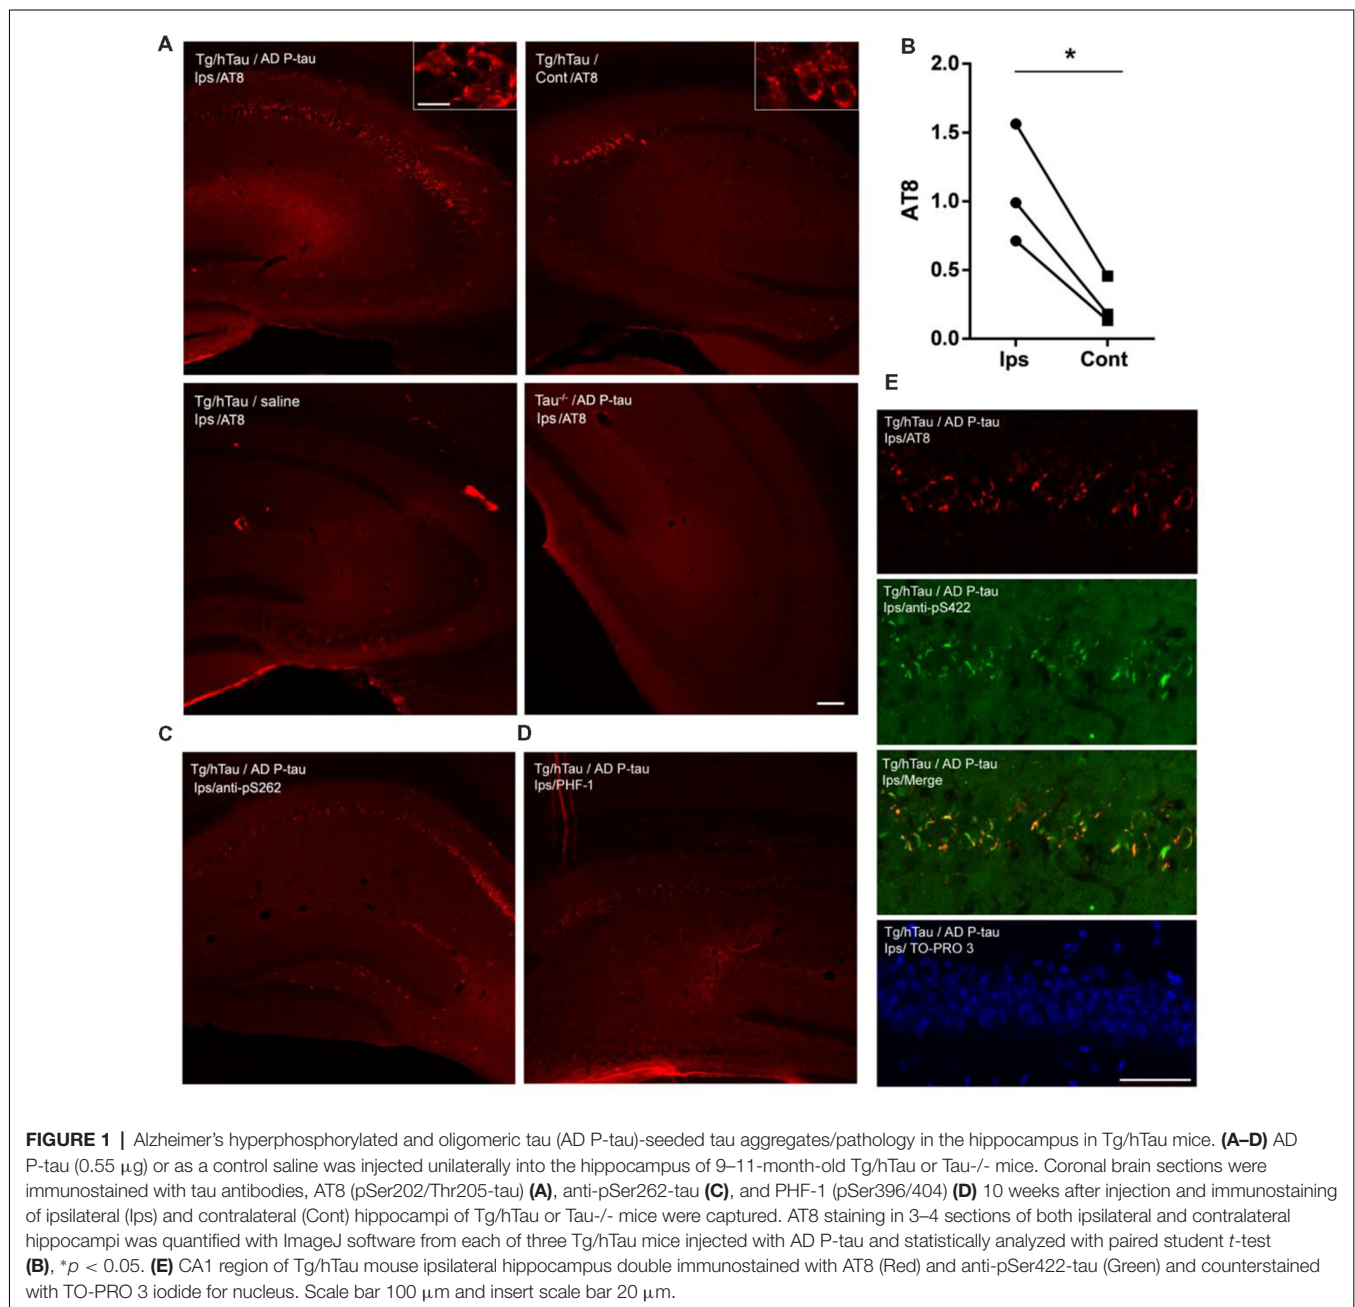 A
Tg/hTau / AD P-tau
Ips/AT8
Tg/hTau /
Cont/AT8
B
*
2.0
1.5
1.0
0.5
0.0
AT8
Ips
Cont
Tg/hTau / saline
Ips/AT8
Tau-/- /AD P-tau
Ips/AT8
E
Tg/hTau / AD P-tau
Ips/AT8
Tg/hTau / AD P-tau
Ips/anti-pS422
Tg/hTau / AD P-tau
Ips/Merge
Tg/hTau / AD P-tau
Ips/ TO-PRO 3
C
Tg/hTau / AD P-tau
Ips/anti-pS262
D
Tg/hTau / AD P-tau
Ips/PHF-1
FIGURE 1 | Alzheimer's hyperphosphorylated and oligomeric tau (AD P-tau)-seeded tau aggregates/pathology in the hippocampus in Tg/hTau mice. (A–D) AD
P-tau (0.55 μg) or as a control saline was injected unilaterally into the hippocampus of 9–11-month-old Tg/hTau or Tau-/- mice. Coronal brain sections were
immunostained with tau antibodies, AT8 (pSer202/Thr205-tau) (A), anti-pSer262-tau (C), and PHF-1 (pSer396/404) (D) 10 weeks after injection and immunostaining
of ipsilateral (Ips) and contralateral (Cont) hippocampi of Tg/hTau or Tau-/- mice were captured. AT8 staining in 3–4 sections of both ipsilateral and contralateral
hippocampi was quantified with ImageJ software from each of three Tg/hTau mice injected with AD P-tau and statistically analyzed with paired student t-test
(B), *p < 0.05. (E) CA1 region of Tg/hTau mouse ipsilateral hippocampus double immunostained with AT8 (Red) and anti-pSer422-tau (Green) and counterstained
with TO-PRO 3 iodide for nucleus. Scale bar 100 μm and insert scale bar 20 μm.